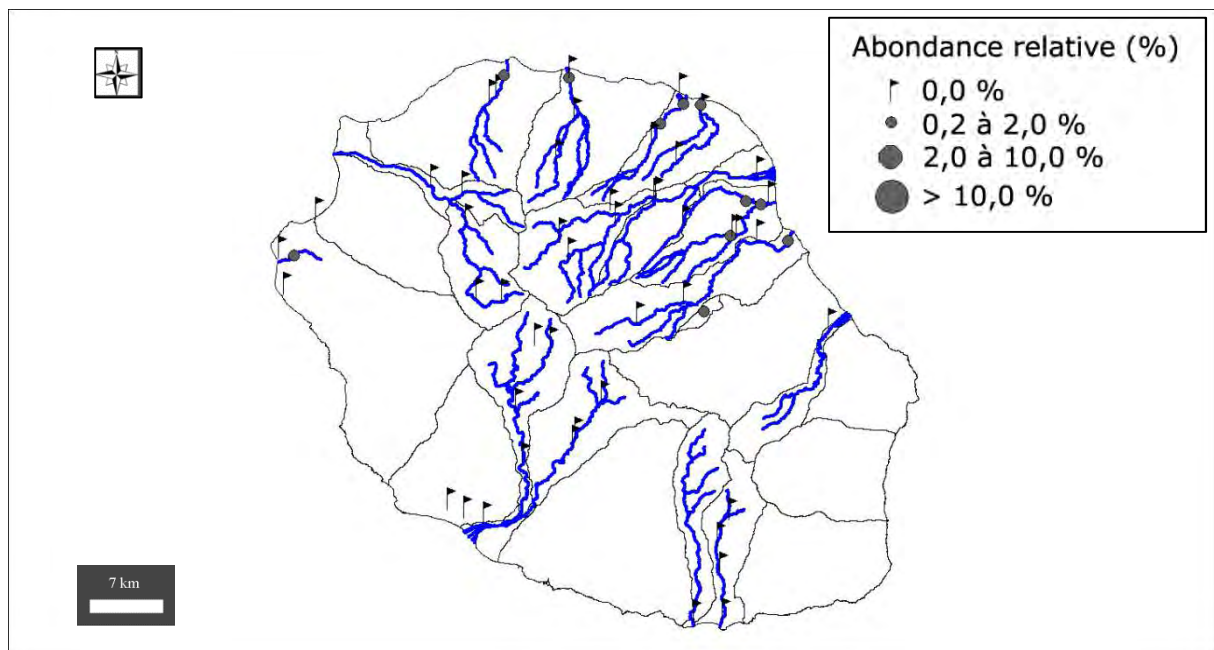 Abondance relative (%)
0,0 %
0,2 à 2,0 %
2,0 à 10,0 %
> 10,0 %
7 km